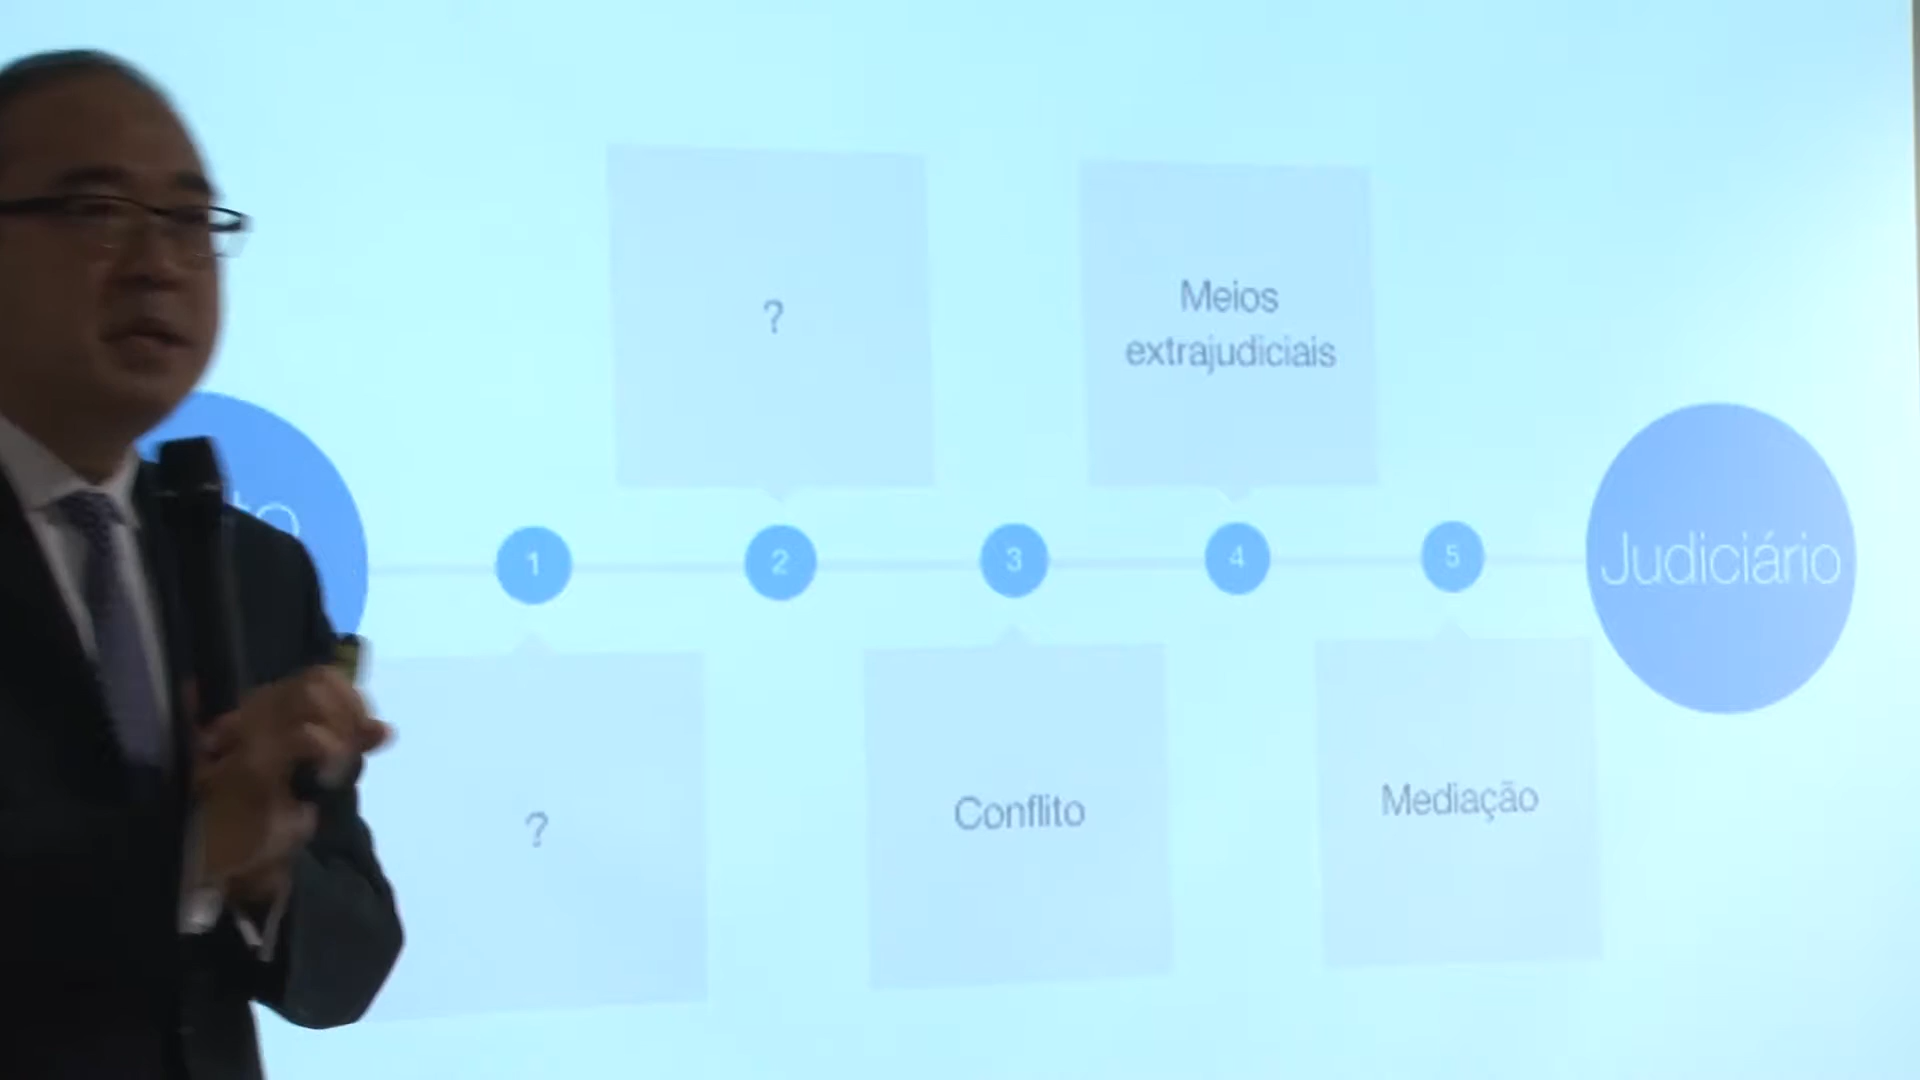 ?
Meios
extrajudiciais
1
2
3
4
5
Judiciário
?
Conflito
Mediação